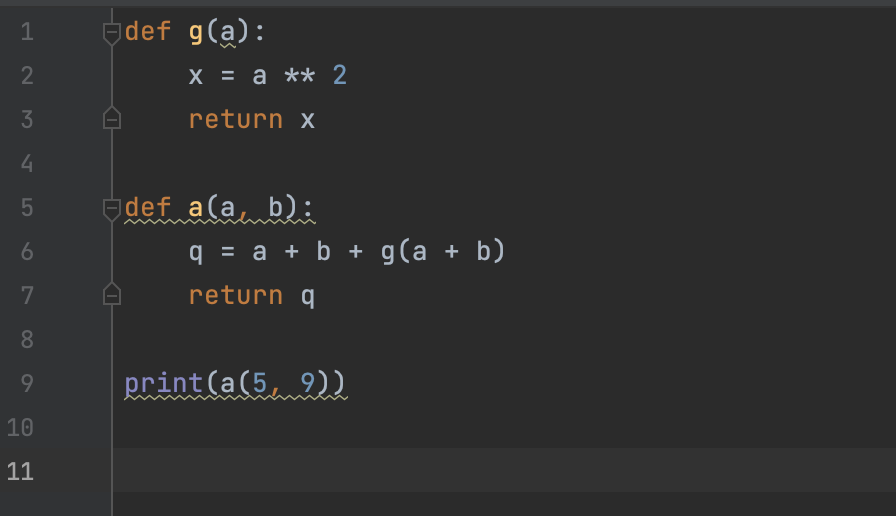 1 def g(a):
2     x = a ** 2
3     return x
4
5 def a(a, b):
6     q = a + b + g(a + b)
7     return q
8
9 print(a(5, 9))
10
11